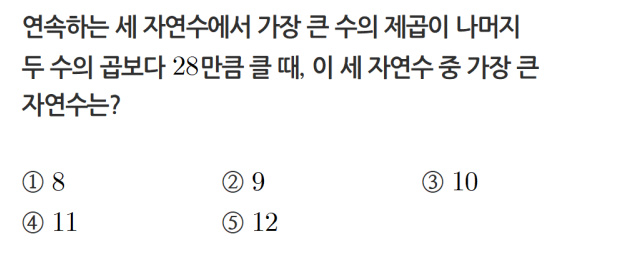 연속하는 세 자연수에서 가장 큰 수의 제곱이 나머지
두 수의 곱보다 28만큼 클 때, 이 세 자연수 중 가장 큰
자연수는?
① 8 ② 9 ③ 10
④ 11 ⑤ 12